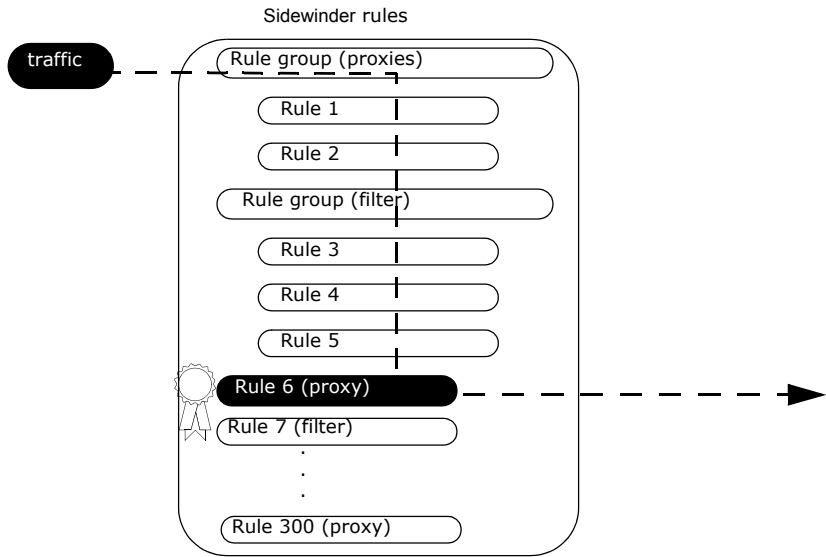 Sidewinder rules
traffic
Rule group (proxies)
Rule 1
Rule 2
Rule group (filter)
Rule 3
Rule 4
Rule 5
Rule 6 (proxy)
Rule 7 (filter)
.
.
.
Rule 300 (proxy)